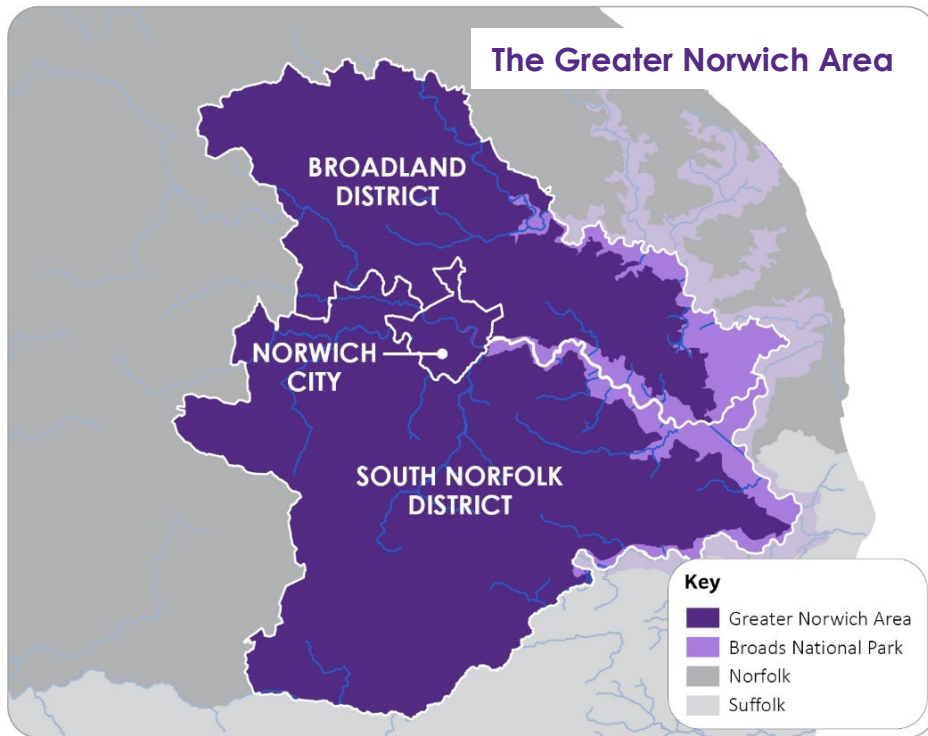 The Greater Norwich Area
BROADLAND
DISTRICT
NORWICH
CITY
SOUTH NORFOLK
DISTRICT
Key
Greater Norwich Area
Broads National Park
Norfolk
Suffolk